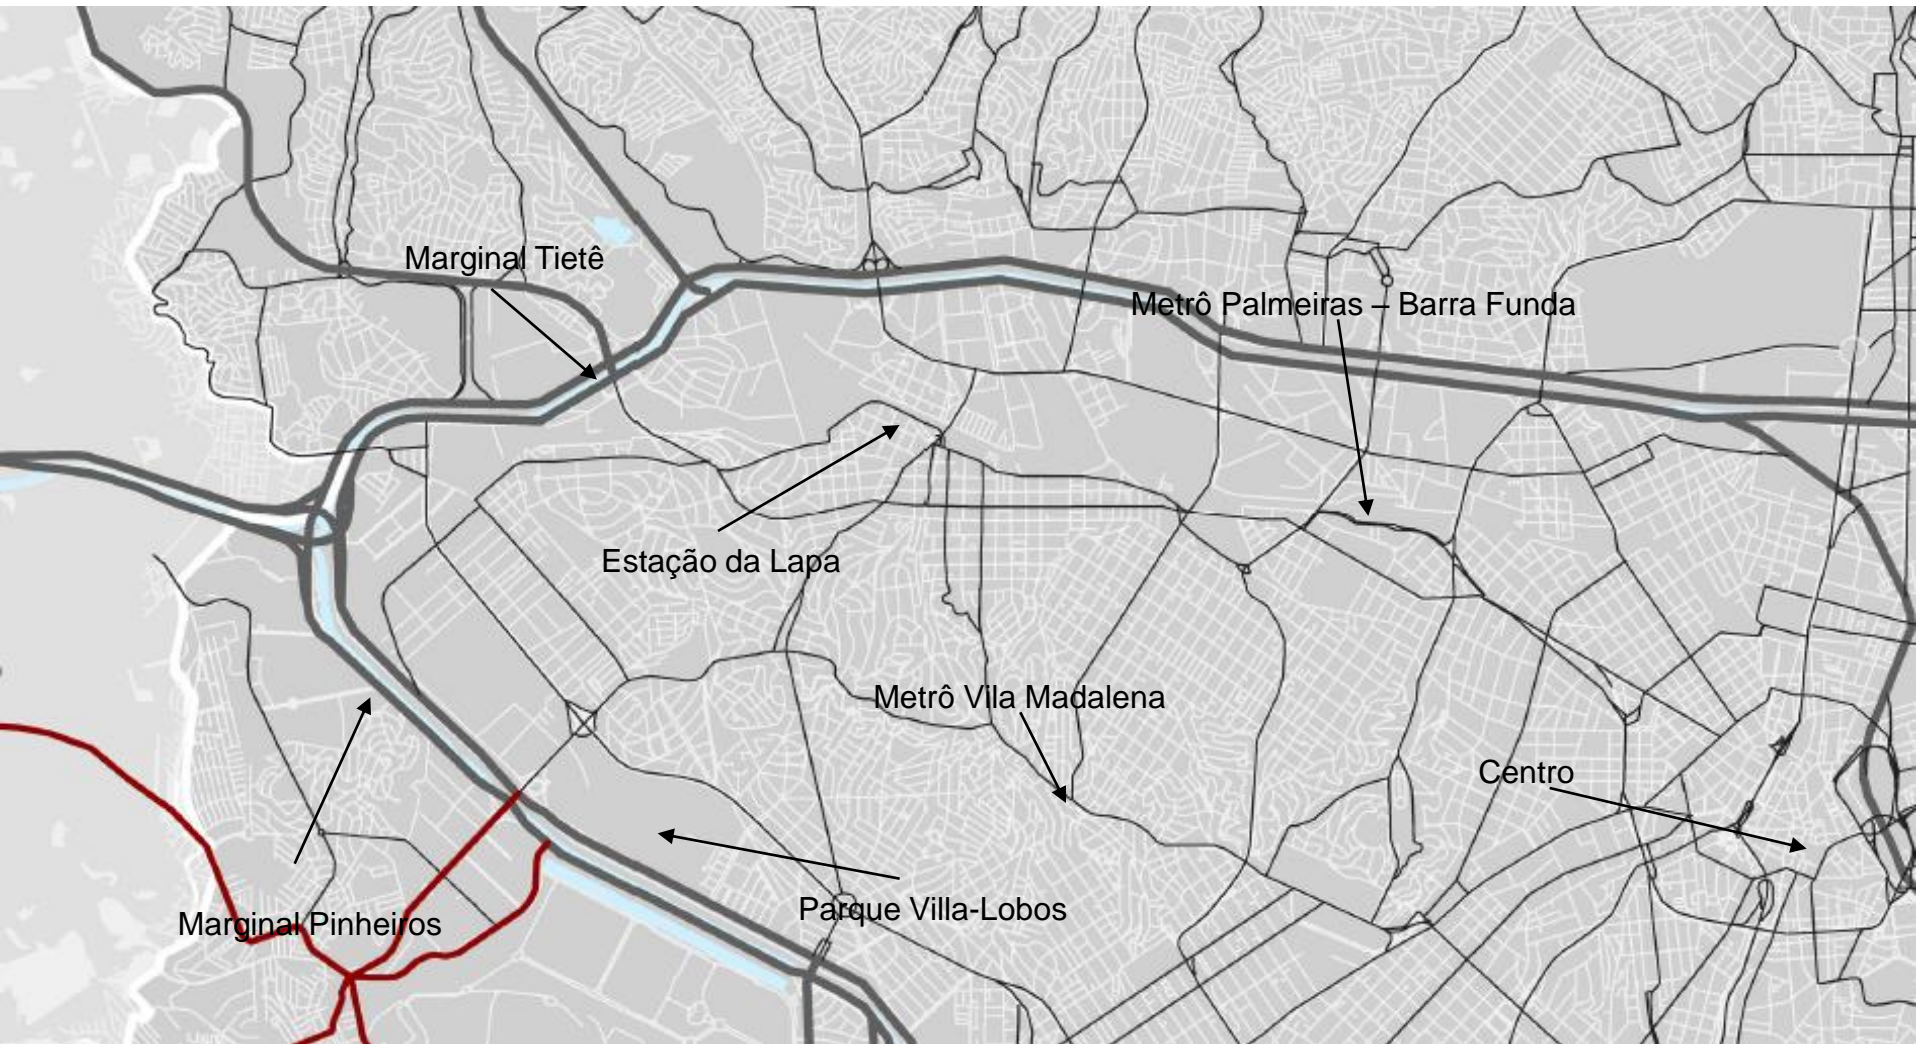 Marginal Tietê
Metrô Palmeiras – Barra Funda
Estação da Lapa
Metrô Vila Madalena
Centro
Parque Villa-Lobos
Marginal Pinheiros